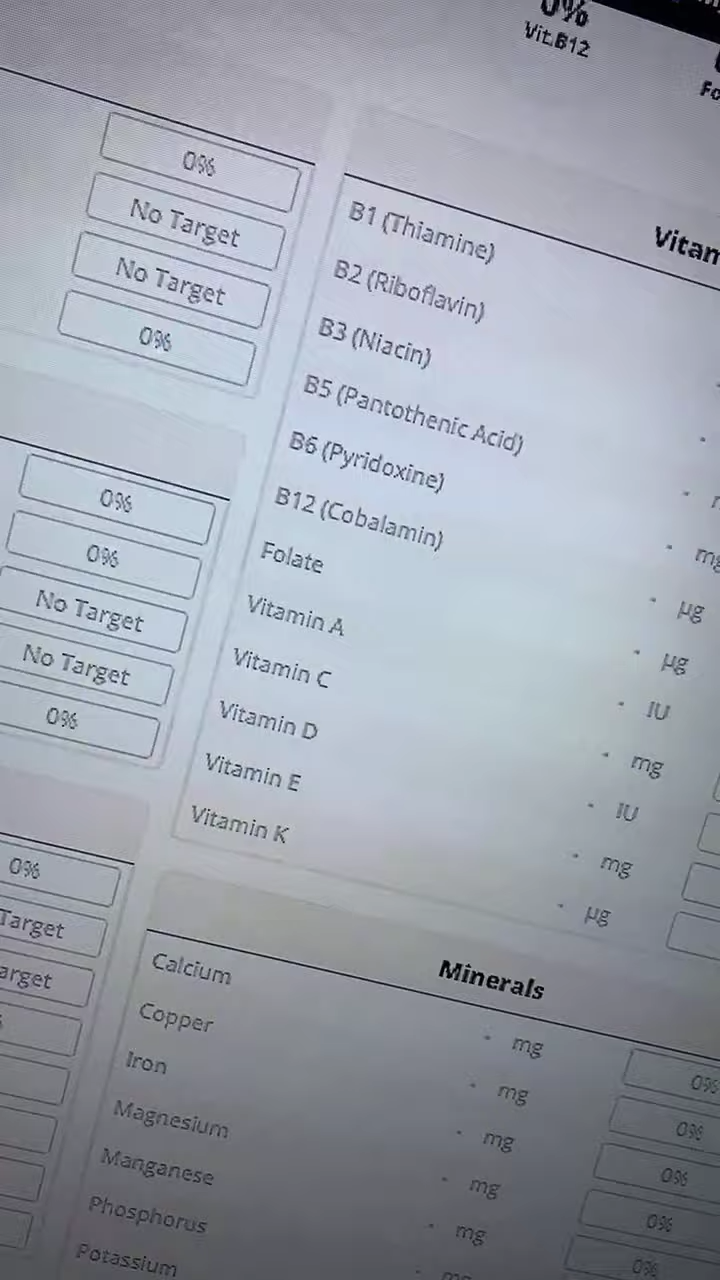 0%
Vit.B12
0%
No Target
No Target
0%
0%
0%
No Target
No Target
0%
0%
Target
B1 (Thiamine)
B2 (Riboflavin)
B3 (Niacin)
B5 (Pantothenic Acid)
B6 (Pyridoxine)
B12 (Cobalamin)
Folate
Vitamin A
Vitamin C
Vitamin D
Vitamin E
Vitamin K
mg
µg
µg
IU
mg
IU
mg
µg
Minerals
Calcium - mg 0%
Copper - mg 0%
Iron - mg 0%
Magnesium - mg 0%
Manganese - mg 0%
Phosphorus
Potassium